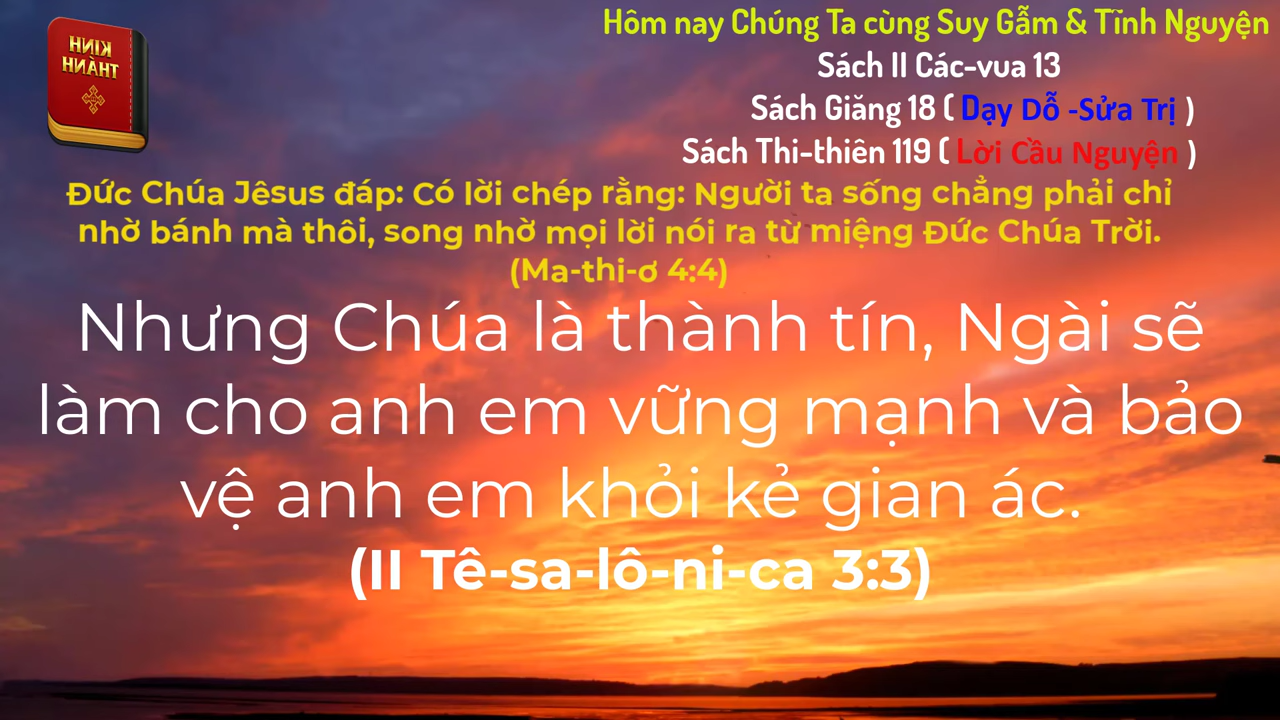 KINH
THÀNH
Hôm nay Chúng Ta cùng Suy Gẫm & Tĩnh Nguyện
Sách II Các-vua 13
Sách Giăng 18 ( Dạy Dỗ -Sửa Trị )
Sách Thi-thiên 119 ( Lời Cầu Nguyện )
Đức Chúa Jêsus đáp: Có lời chép rằng: Người ta sống chẳng phải chỉ
nhờ bánh mà thôi, song nhờ mọi lời nói ra từ miệng Đức Chúa Trời.
(Ma-thi-ơ 4:4)
Nhưng Chúa là thành tín, Ngài sẽ
làm cho anh em vững mạnh và bảo
vệ anh em khỏi kẻ gian ác.
(II Tê-sa-lô-ni-ca 3:3)